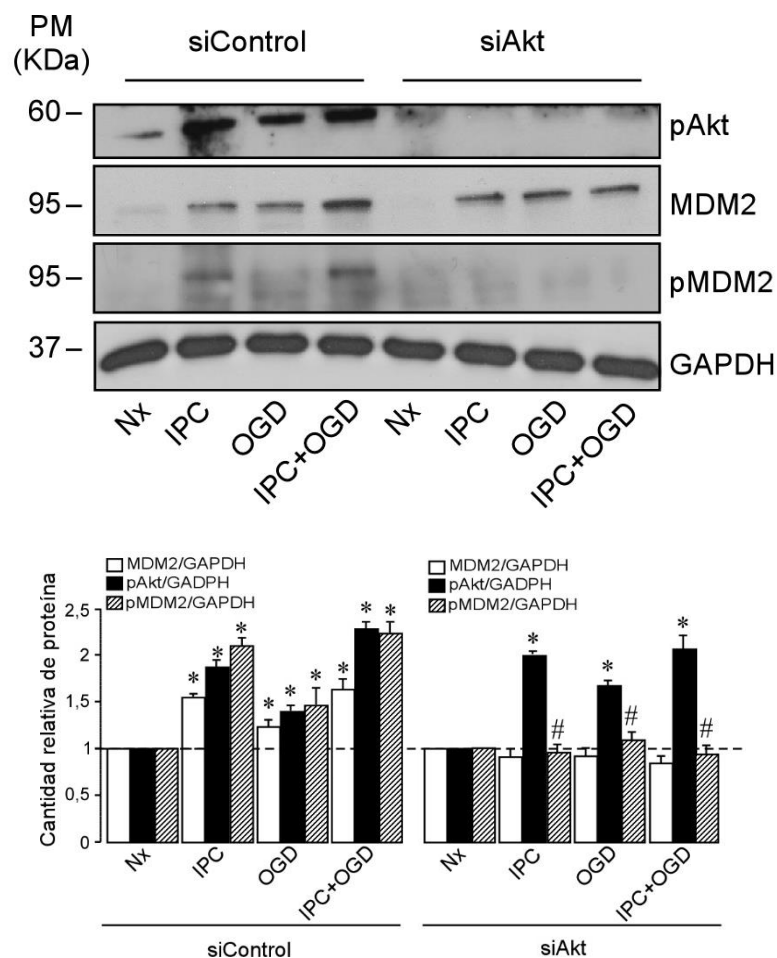 PM
(KDa)
siControl
siAkt
60
pAkt
95
MDM2
95
pMDM2
37
GAPDH
Nx
IPC
OGD
IPC+OGD
Nx
IPC
OGD
IPC+OGD
MDM2/GAPDH
pAkt/GADPH
pMDM2/GAPDH
MDM2/GAPDH
pAkt/GADPH
pMDM2/GAPDH
Cantidad relativa de proteína
2,5
2
1,5
1
0,5
0
* * *
* * *
* * *
* #
* #
* #
Nx
IPC
OGD
IPC+OGD
Nx
IPC
OGD
IPC+OGD
siControl
siAkt